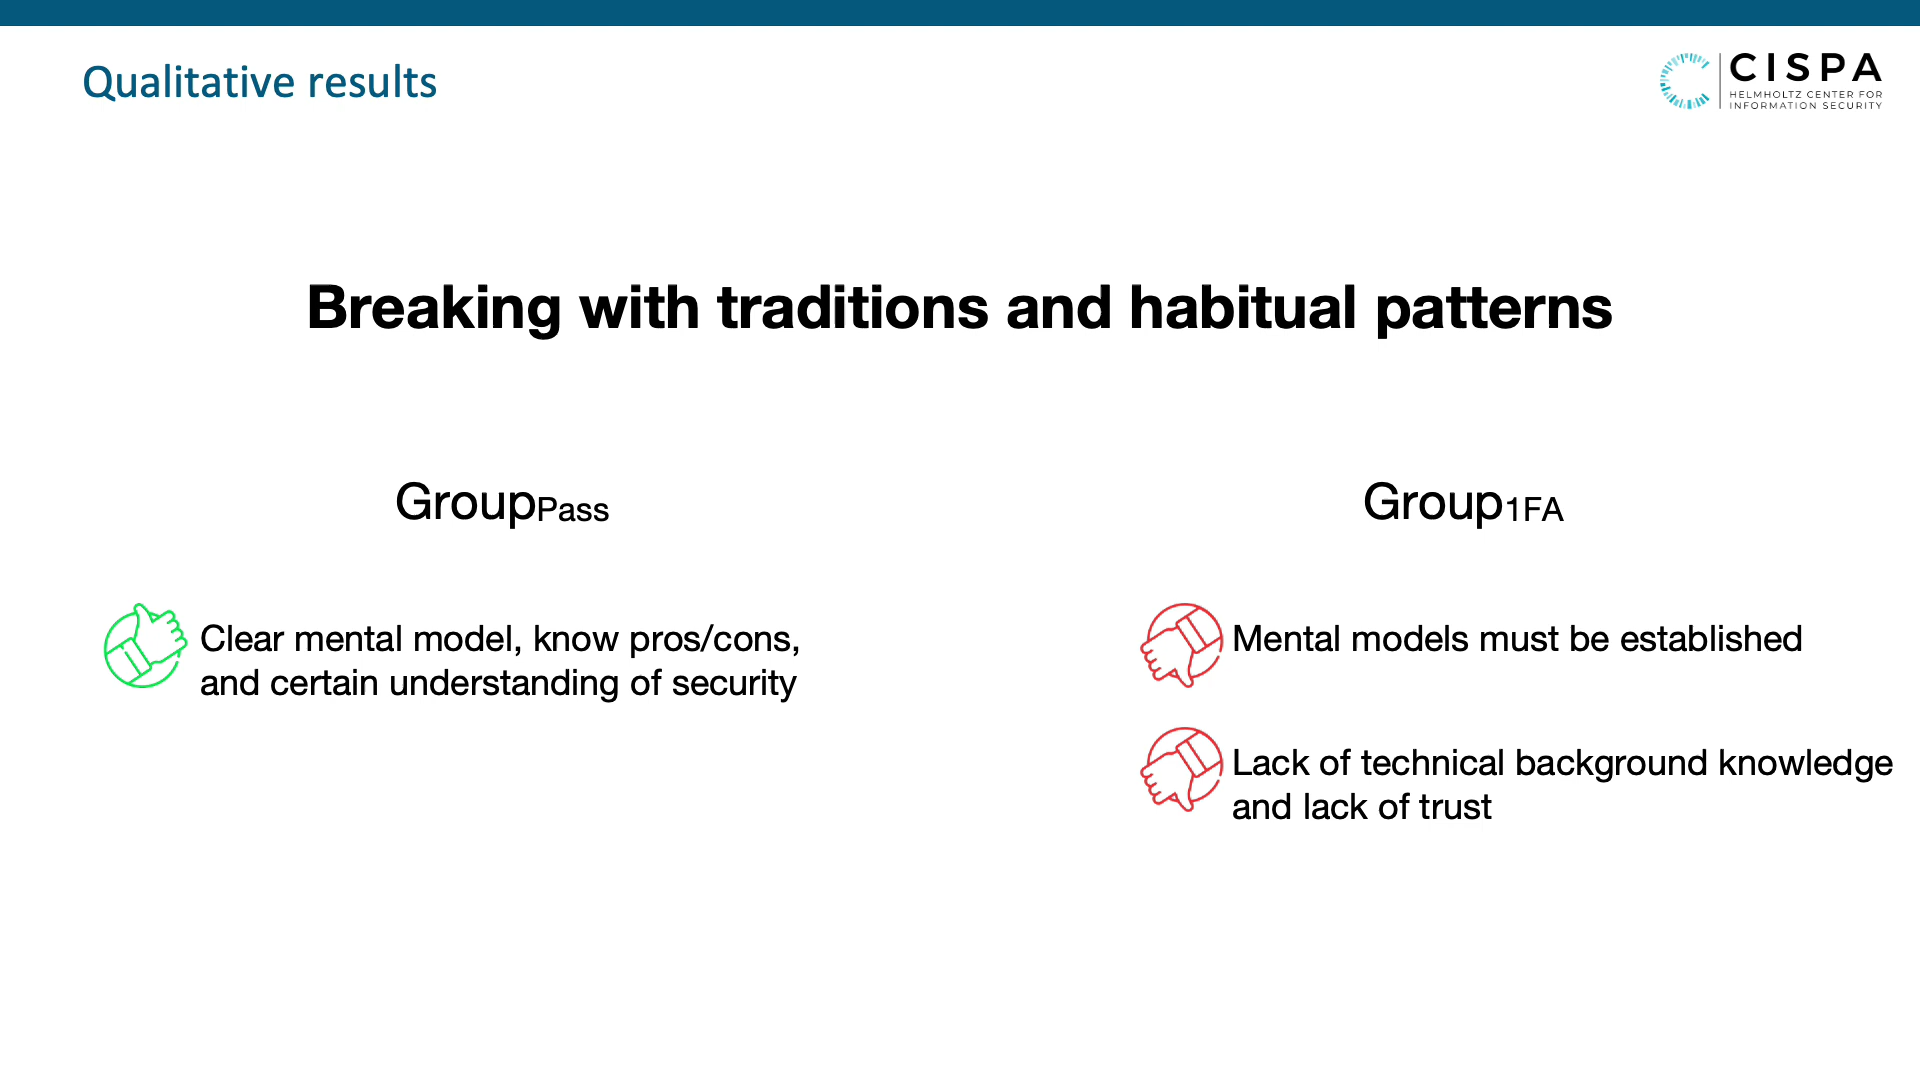 Qualitative results
CISPA
HELMHOLTZ CENTER FOR
INFORMATION SECURITY
Breaking with traditions and habitual patterns
GroupPass
Clear mental model, know pros/cons,
and certain understanding of security
Group1FA
Mental models must be established
Lack of technical background knowledge
and lack of trust